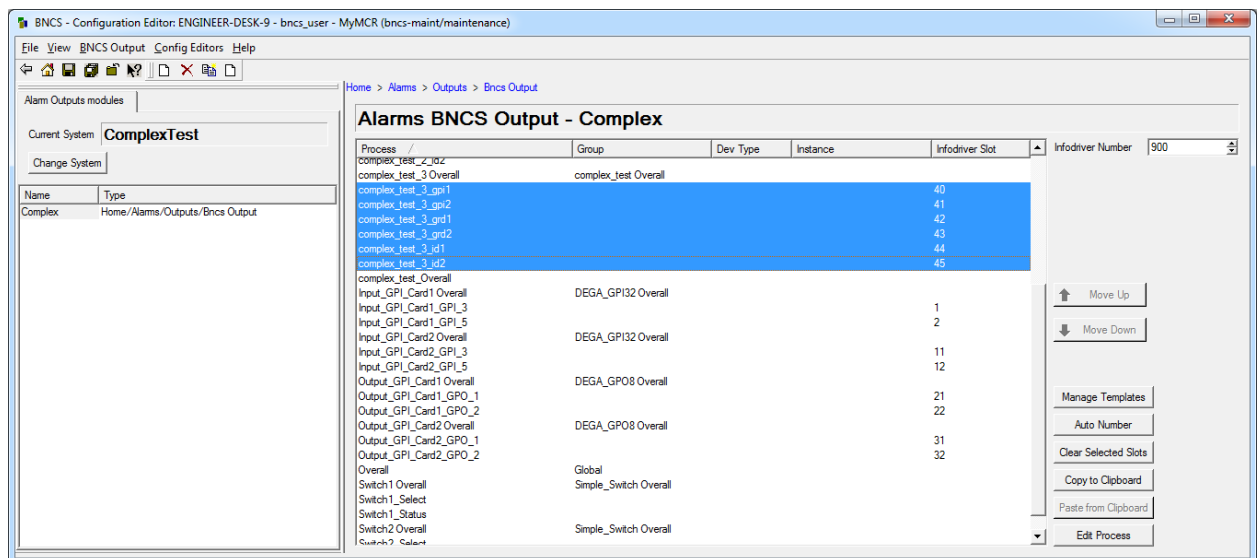 BNCS - Configuration Editor: ENGINEER-DESK-9 - bncs_user - MyMCR (bncs-maint/maintenance)
File View BNCS Output Config Editors Help
Home > Alarms > Outputs > Bncs Output
Alarm Outputs modules
Current System ComplexTest
Change System
Name Type
Complex Home/Alarms/Outputs/Bncs Output
Alarms BNCS Output - Complex
Process Group Dev Type Instance Infodriver Slot
complex_test_2_id2
complex_test_3 Overall complex_test Overall
complex_test_3_gpi1 40
complex_test_3_gpi2 41
complex_test_3_grd1 42
complex_test_3_grd2 43
complex_test_3_id1 44
complex_test_3_id2 45
complex_test_Overall
Input_GPI_Card1 Overall DEGA_GPI32 Overall
Input_GPI_Card1_GPI_3 1
Input_GPI_Card1_GPI_5 2
Input_GPI_Card2 Overall DEGA_GPI32 Overall
Input_GPI_Card2_GPI_3 11
Input_GPI_Card2_GPI_5 12
Output_GPI_Card1 Overall DEGA_GPO8 Overall
Output_GPI_Card1_GPO_1 21
Output_GPI_Card1_GPO_2 22
Output_GPI_Card2 Overall DEGA_GPO8 Overall
Output_GPI_Card2_GPO_1 31
Output_GPI_Card2_GPO_2 32
Overall Global
Switch1 Overall Simple_Switch Overall
Switch1_Select
Switch1_Status
Switch2 Overall Simple_Switch Overall
Switch2_Select
Infodriver Number 900
Move Up
Move Down
Manage Templates
Auto Number
Clear Selected Slots
Copy to Clipboard
Paste from Clipboard
Edit Process